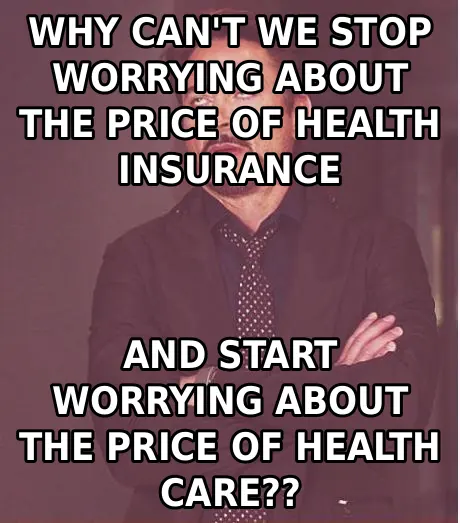 WHY CAN'T WE STOP
WORRYING ABOUT
THE PRICE OF HEALTH
INSURANCE
AND START
WORRYING ABOUT
THE PRICE OF HEALTH
CARE??